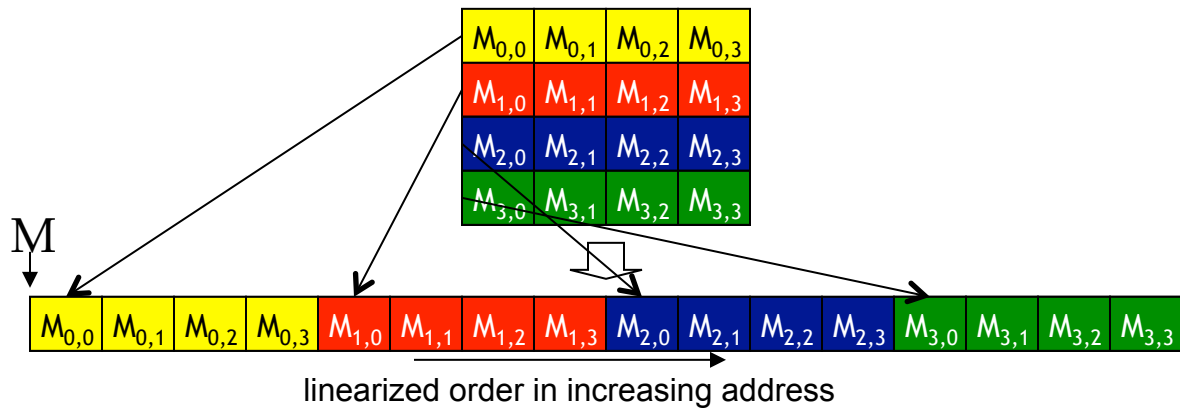 M0,0 M0,1 M0,2 M0,3
M1,0 M1,1 M1,2 M1,3
M2,0 M2,1 M2,2 M2,3
M3,0 M3,1 M3,2 M3,3
M
M0,0 M0,1 M0,2 M0,3 M1,0 M1,1 M1,2 M1,3 M2,0 M2,1 M2,2 M2,3 M3,0 M3,1 M3,2 M3,3
linearized order in increasing address